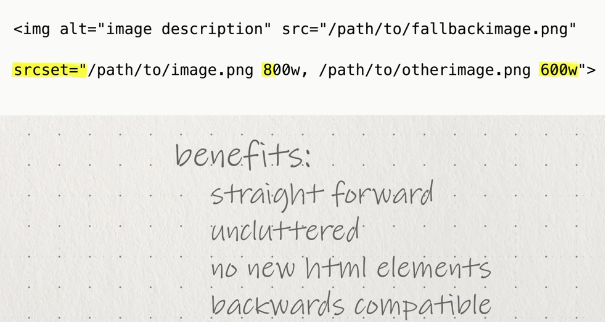 <img alt="image description" src="/path/to/fallbackimage.png"
srcset="/path/to/image.png 800w, /path/to/otherimage.png 600w">
benefits:
straight forward
uncluttered
no new html elements
backwards compatible